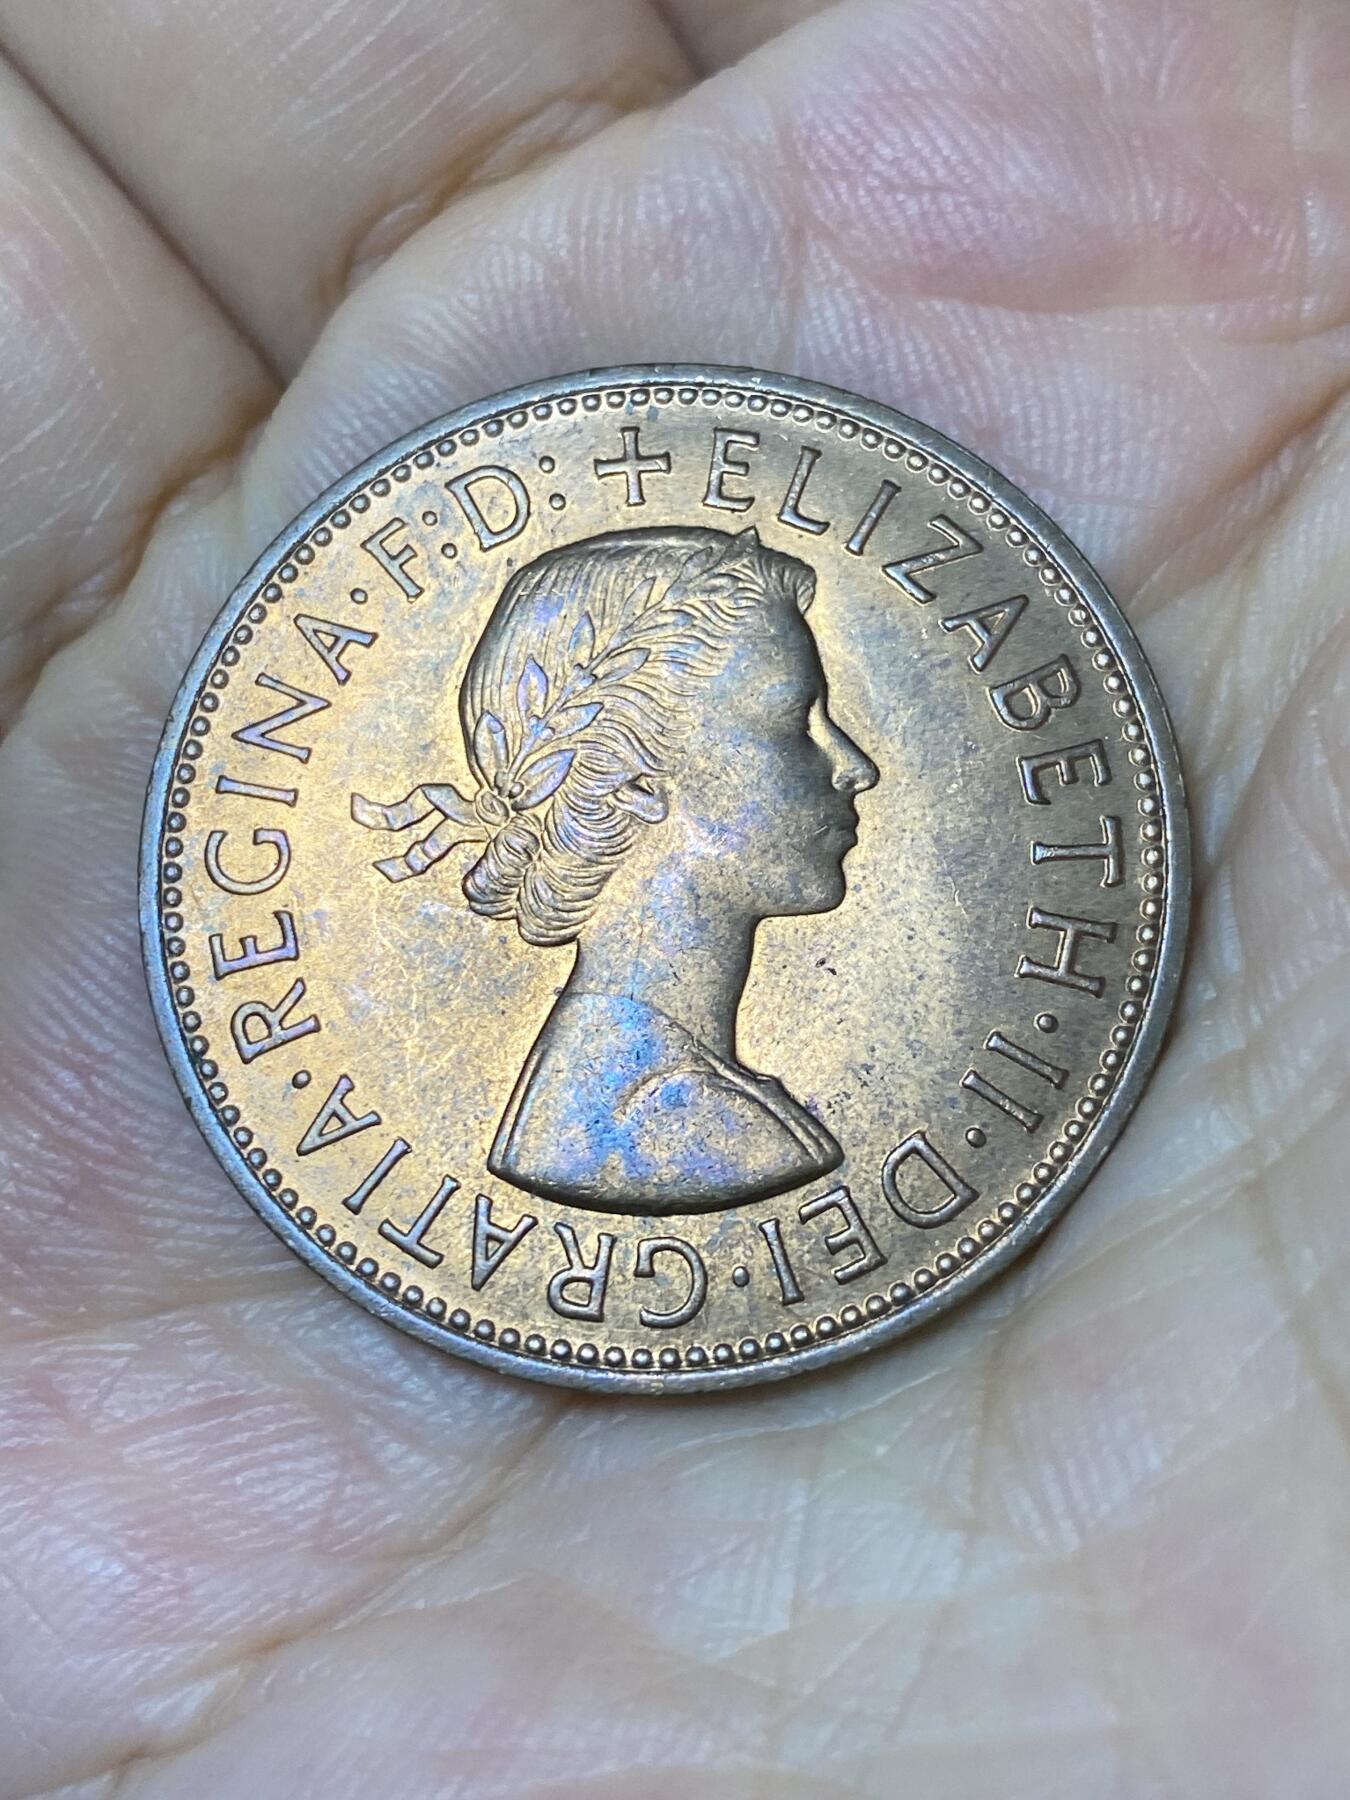 + ELIZABETH · II · DEI · GRATIA · REGINA · F: D: